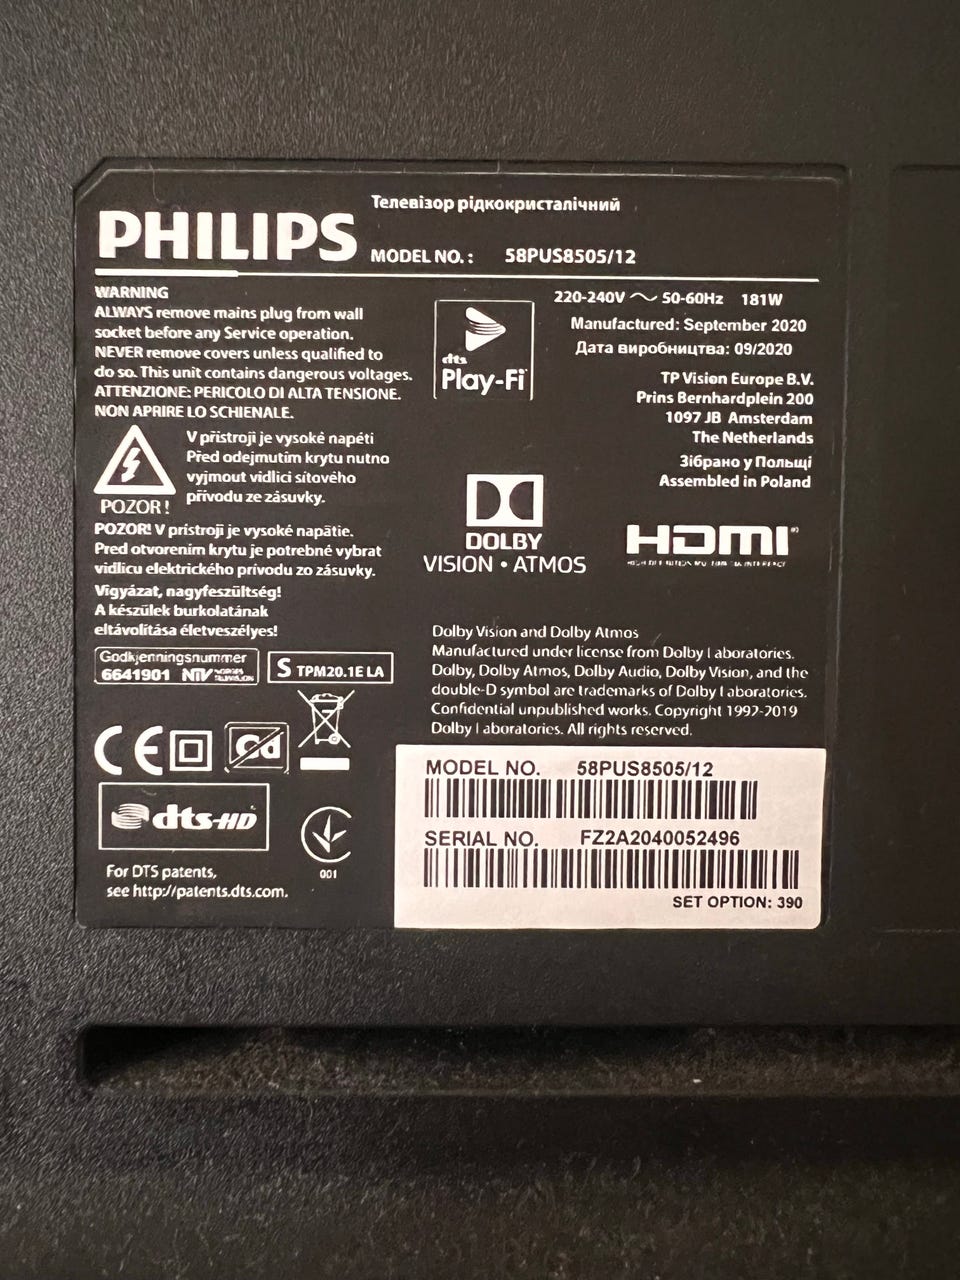 Телевізор рідкокристалічний
PHILIPS
MODEL NO. : 58PUS8505/12
WARNING
ALWAYS remove mains plug from wall
socket before any Service operation.
NEVER remove covers unless qualified to
do so. This unit contains dangerous voltages.
ATTENZIONE: PERICOLO DI ALTA TENSIONE.
NON APRIRE LO SCHIENALE.
V přístroji je vysoké napětí
Před odejmutím krytu nutno
vyjmout vidlici síťového
přívodu ze zásuvky.
POZOR !
POZOR! V prístroji je vysoké napätie.
Pred otvorením krytu je potrebné vybrat
vidlicu elektrického prívodu zo zásuvky.
Vigyázat, nagyfeszültség!
A készülek burkolatának
eltávolítása életveszélyes!
Godkjenningsnummer
6641901
S TPM20.1E LA
CE
Cd
dts-HD
001
For DTS patents,
see http://patents.dts.com.
dts
Play-Fi
220-240V ~ 50-60Hz 181W
Manufactured: September 2020
Дата виробництва: 09/2020
TP Vision Europe B.V.
Prins Bernhardplein 200
1097 JB Amsterdam
The Netherlands
Зібрано у Польщі
Assembled in Poland
DOLBY
VISION • ATMOS
HDMI
HIGH DEFINITION MULTIMEDIA INTERFACE
Dolby Vision and Dolby Atmos
Manufactured under license from Dolby Laboratories.
Dolby, Dolby Atmos, Dolby Audio, Dolby Vision, and the
double-D symbol are trademarks of Dolby Laboratories.
Confidential unpublished works. Copyright 1992-2019
Dolby Laboratories. All rights reserved.
MODEL NO. 58PUS8505/12
SERIAL NO. FZ2A2040052496
SET OPTION: 390